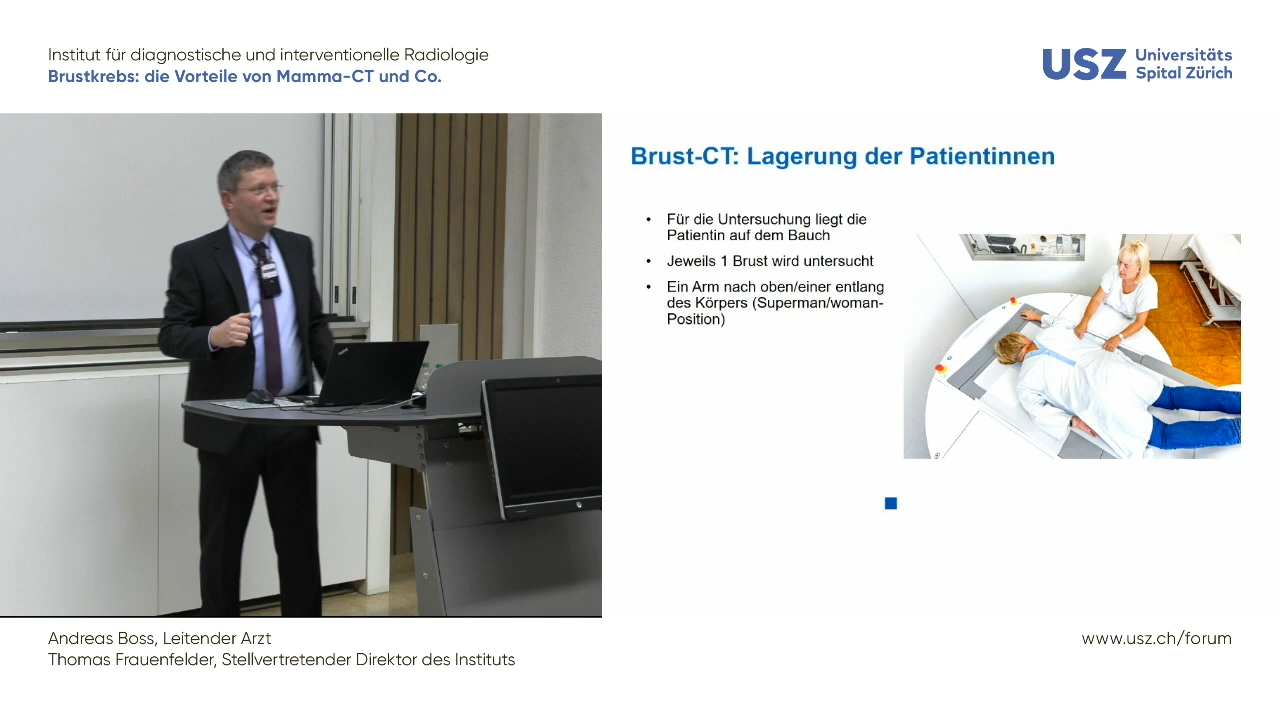 Institut für diagnostische und interventionelle Radiologie
Brustkrebs: die Vorteile von Mamma-CT und Co.
USZ Universitäts
Spital Zürich
Brust-CT: Lagerung der Patientinnen
• Für die Untersuchung liegt die
Patientin auf dem Bauch
• Jeweils 1 Brust wird untersucht
• Ein Arm nach oben/einer entlang
des Körpers (Superman/woman-
Position)
Andreas Boss, Leitender Arzt
Thomas Frauenfelder, Stellvertretender Direktor des Instituts
www.usz.ch/forum